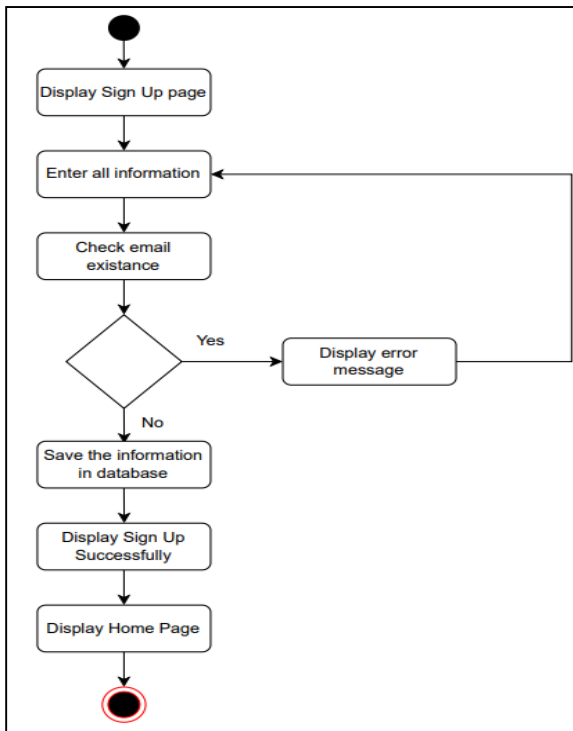 Display Sign Up page
Enter all information
Check email
existance
Yes
Display error
message
No
Save the information
in database
Display Sign Up
Successfully
Display Home Page